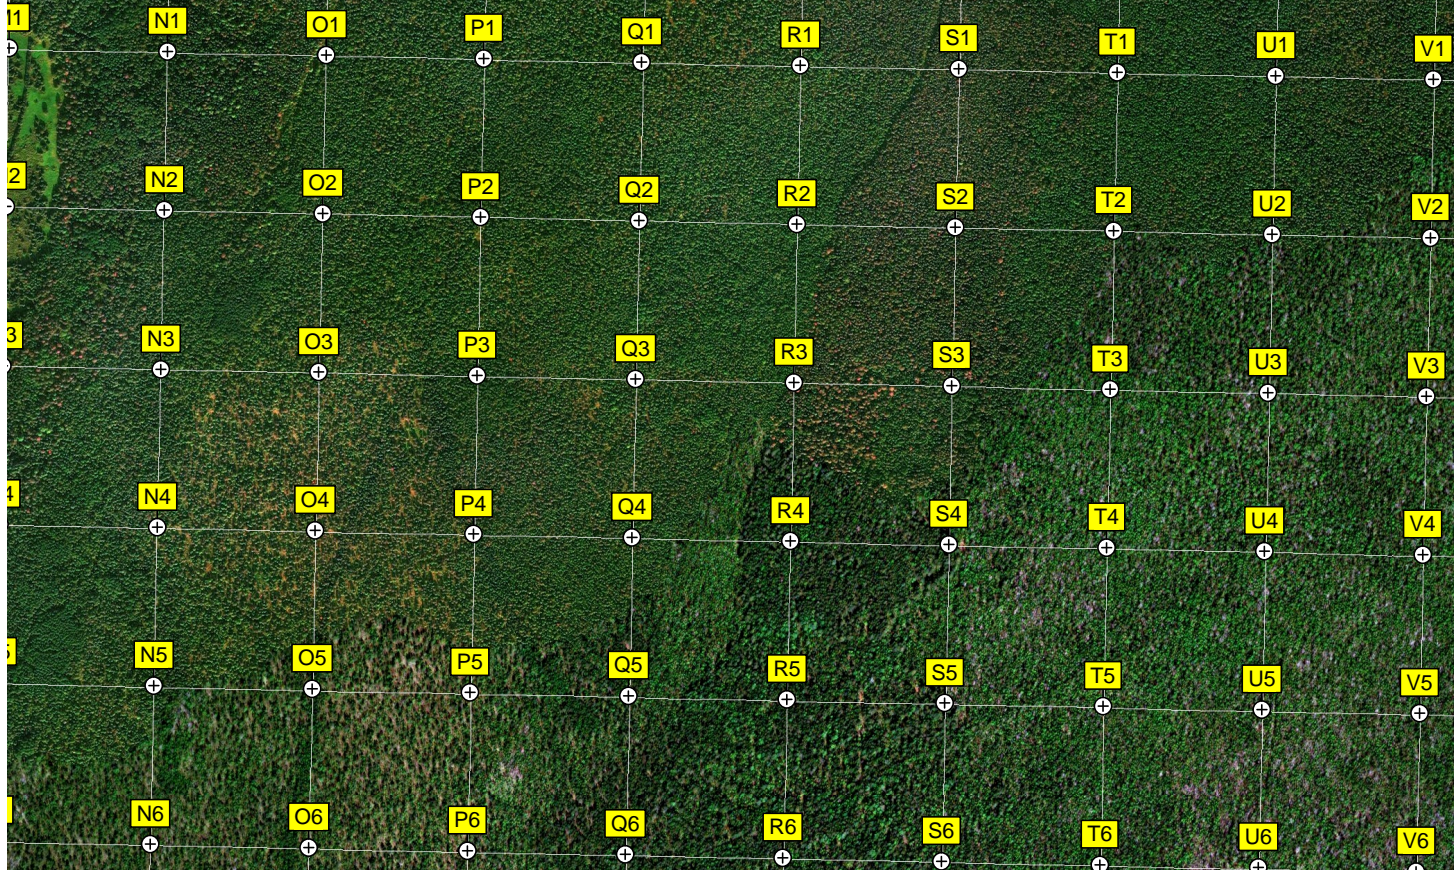 N1 O1 P1 Q1 R1 S1 T1 U1 V1
N2 O2 P2 Q2 R2 S2 T2 U2 V2
N3 O3 P3 Q3 R3 S3 T3 U3 V3
N4 O4 P4 Q4 R4 S4 T4 U4 V4
N5 O5 P5 Q5 R5 S5 T5 U5 V5
N6 O6 P6 Q6 R6 S6 T6 U6 V6